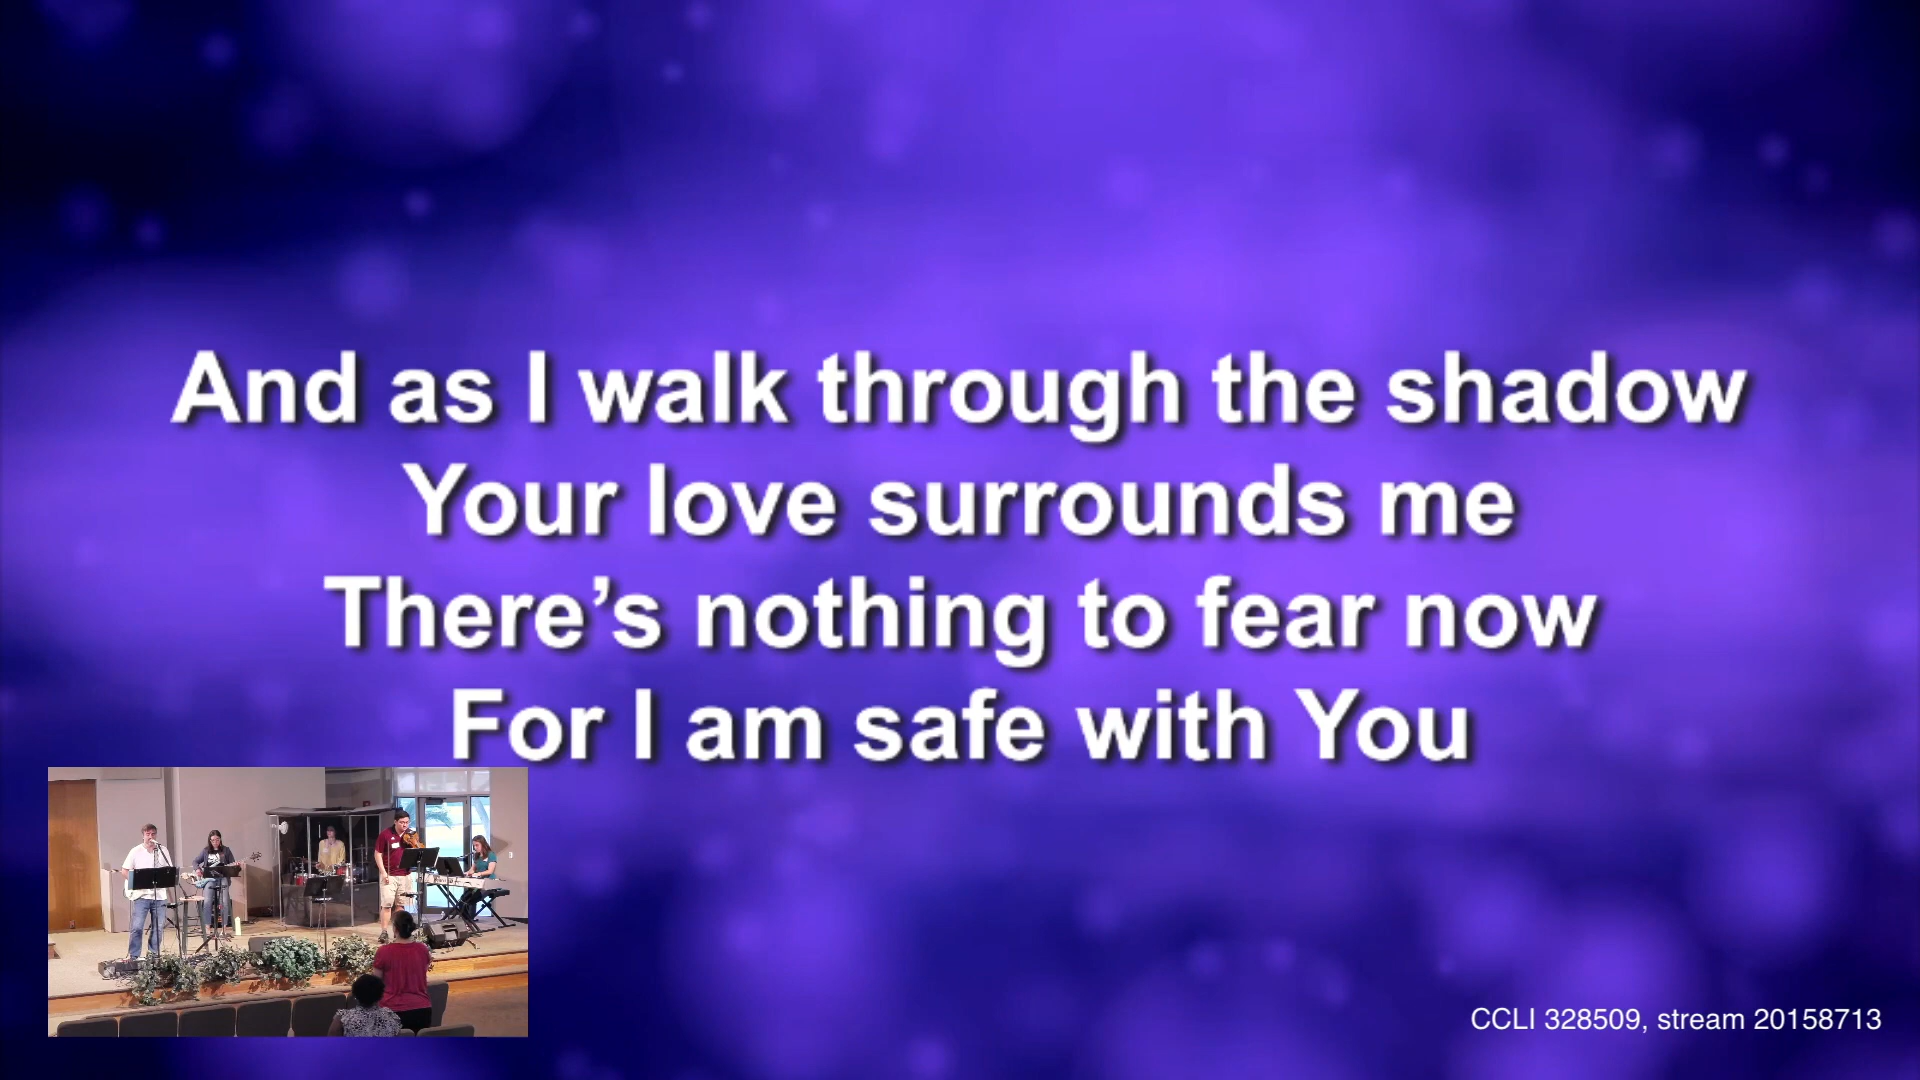 And as I walk through the shadow
Your love surrounds me
There’s nothing to fear now
For I am safe with You
CCLI 328509, stream 20158713